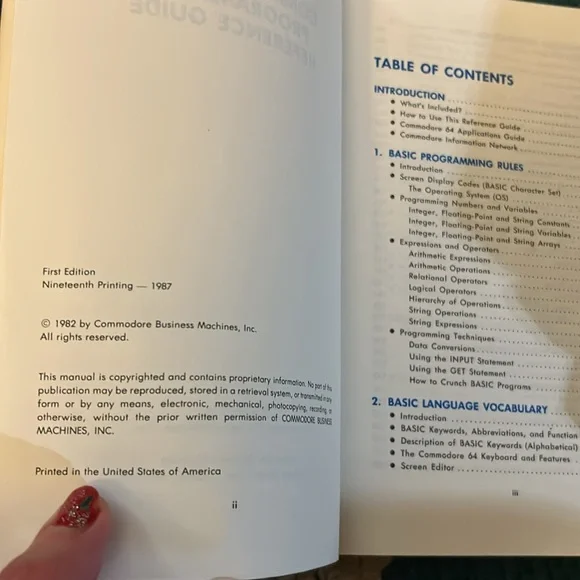 First Edition
Nineteenth Printing — 1987
© 1982 by Commodore Business Machines, Inc.
All rights reserved.
This manual is copyrighted and contains proprietary information. No part of this
publication may be reproduced, stored in a retrieval system, or transmitted in any
form or by any means, electronic, mechanical, photocopying, recording or
otherwise, without the prior written permission of COMMODORE BUSINESS
MACHINES, INC.
Printed in the United States of America
ii
TABLE OF CONTENTS
INTRODUCTION
● What's Included?
● How to Use This Reference Guide
● Commodore 64 Applications Guide
● Commodore Information Network
1. BASIC PROGRAMMING RULES
● Introduction
● Screen Display Codes (BASIC Character Set)
The Operating System (OS)
● Programming Numbers and Variables
Integer, Floating-Point and String Constants
Integer, Floating-Point and String Variables
Integer, Floating-Point and String Arrays
● Expressions and Operators
Arithmetic Expressions
Arithmetic Operations
Relational Operators
Logical Operators
Hierarchy of Operations
String Operations
String Expressions
● Programming Techniques
Data Conversions
Using the INPUT Statement
Using the GET Statement
How to Crunch BASIC Programs
2. BASIC LANGUAGE VOCABULARY
● Introduction
● BASIC Keywords, Abbreviations, and Function
● Description of BASIC Keywords (Alphabetical)
● The Commodore 64 Keyboard and Features
● Screen Editor
iii